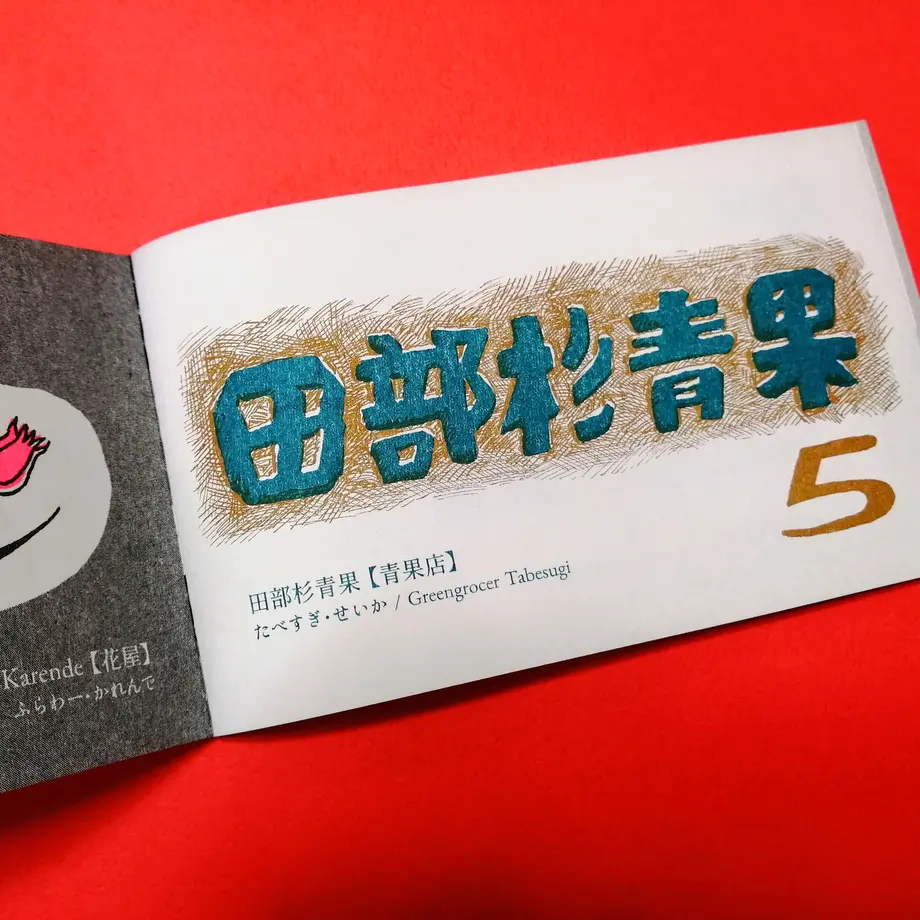 Karende【花屋】
ふらわー・かれんで
田部杉青果
5
田部杉青果【青果店】
たべすぎ・せいか / Greengrocer Tabesugi